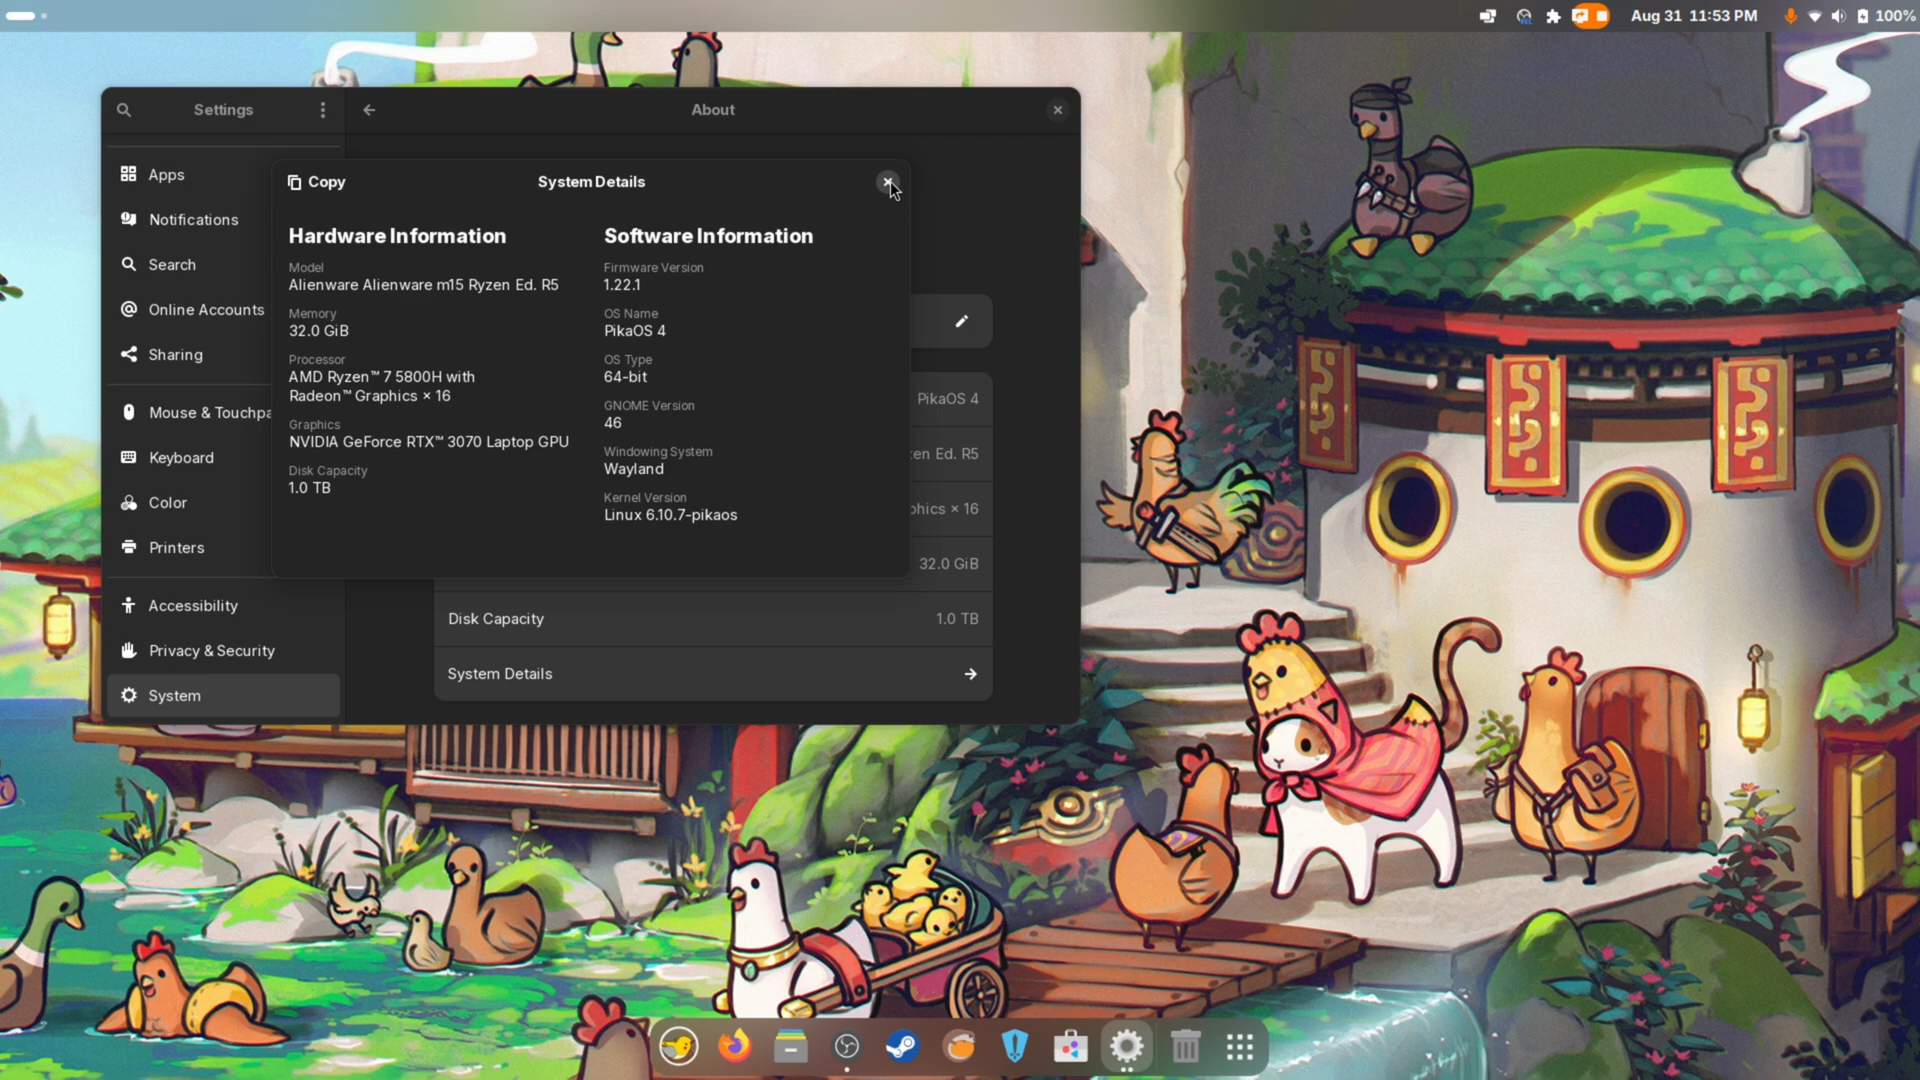 Aug 31 11:53 PM
100%
Settings
About
Apps
Notifications
Search
Online Accounts
Sharing
Mouse & Touchpa
Keyboard
Color
Printers
Accessibility
Privacy & Security
System
Copy
System Details
Hardware Information
Model
Alienware Alienware m15 Ryzen Ed. R5
Memory
32.0 GiB
Processor
AMD Ryzen™ 7 5800H with
Radeon™ Graphics × 16
Graphics
NVIDIA GeForce RTX™ 3070 Laptop GPU
Disk Capacity
1.0 TB
Software Information
Firmware Version
1.22.1
OS Name
PikaOS 4
OS Type
64-bit
GNOME Version
46
Windowing System
Wayland
Kernel Version
Linux 6.10.7-pikaos
PikaOS 4
en Ed. R5
phics × 16
32.0 GiB
Disk Capacity
1.0 TB
System Details